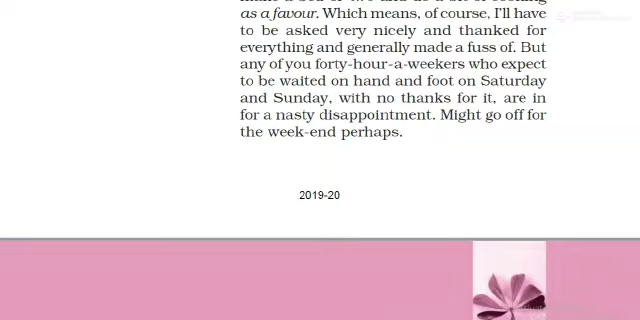 as a favour. Which means, of course, I'll have
to be asked very nicely and thanked for
everything and generally made a fuss of. But
any of you forty-hour-a-weekers who expect
to be waited on hand and foot on Saturday
and Sunday, with no thanks for it, are in
for a nasty disappointment. Might go off for
the week-end perhaps.
2019-20